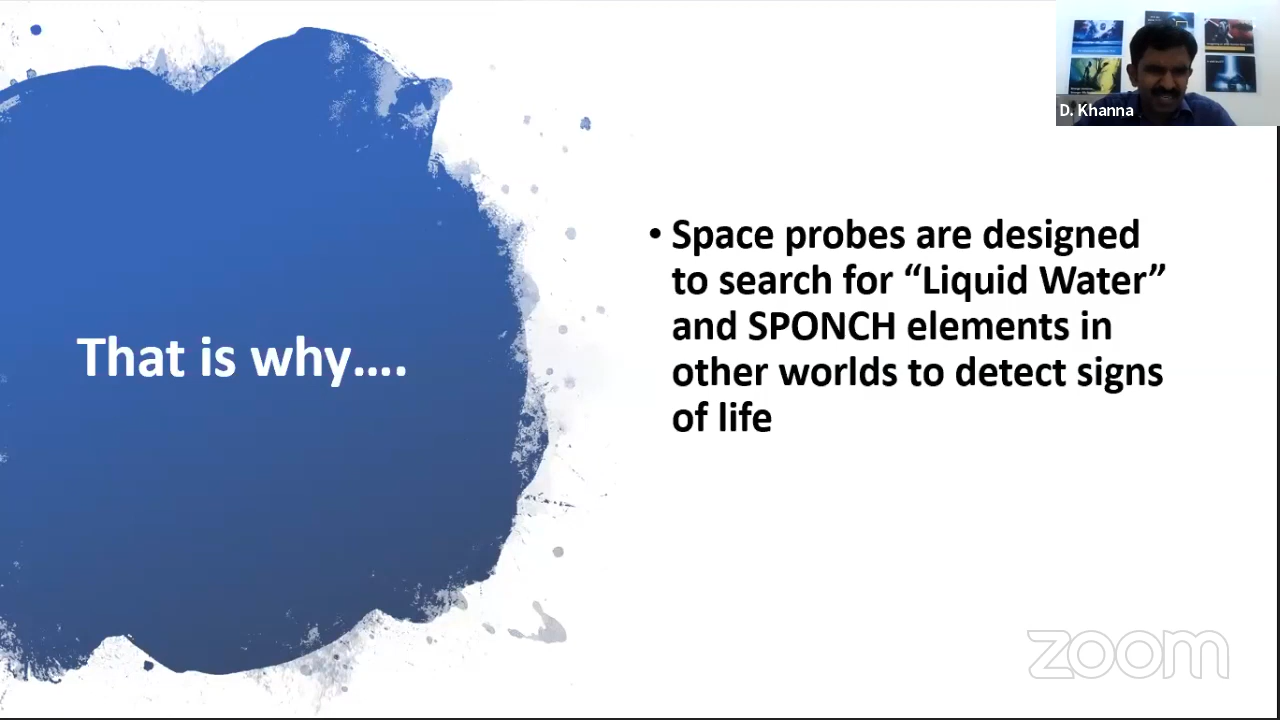 D. Khanna
That is why....
• Space probes are designed
to search for “Liquid Water”
and SPONCH elements in
other worlds to detect signs
of life
zoom